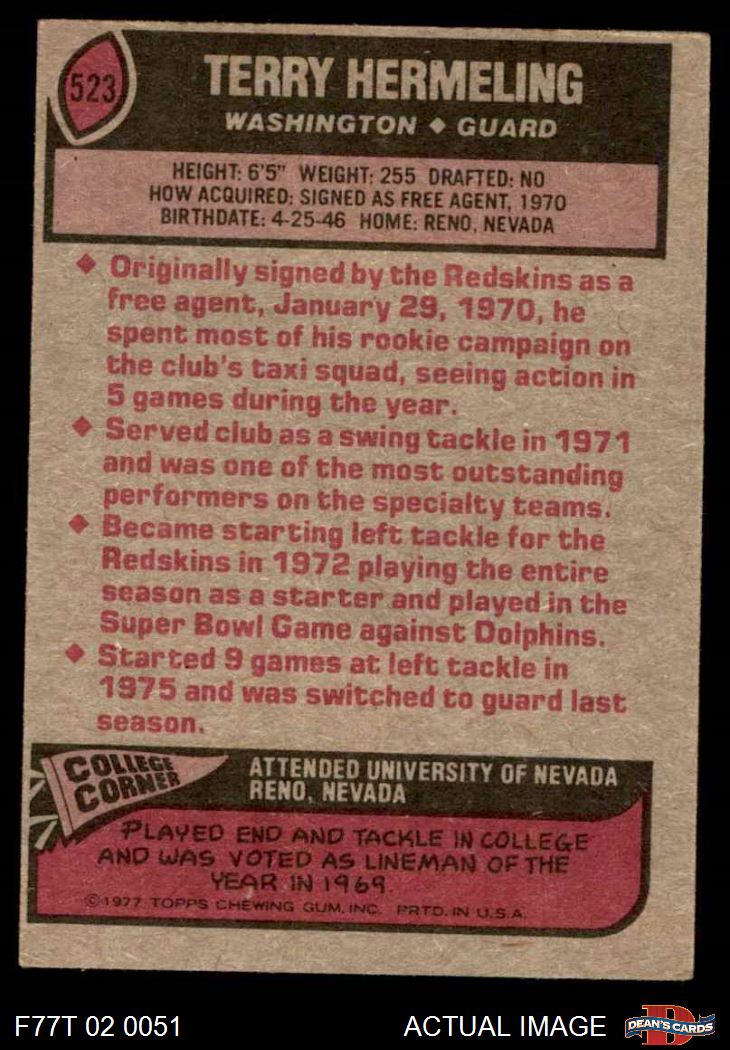 523
TERRY HERMELING
WASHINGTON ◆ GUARD
HEIGHT: 6'5" WEIGHT: 255 DRAFTED: NO
HOW ACQUIRED: SIGNED AS FREE AGENT, 1970
BIRTHDATE: 4-25-46 HOME: RENO, NEVADA
◆ Originally signed by the Redskins as a
free agent, January 29, 1970, he
spent most of his rookie campaign on
the club's taxi squad, seeing action in
5 games during the year.
◆ Served club as a swing tackle in 1971
and was one of the most outstanding
performers on the specialty teams.
◆ Became starting left tackle for the
Redskins in 1972 playing the entire
season as a starter and played in the
Super Bowl Game against Dolphins.
◆ Started 9 games at left tackle in
1975 and was switched to guard last
season.
COLLEGE
CORNER
ATTENDED UNIVERSITY OF NEVADA
RENO, NEVADA
PLAYED END AND TACKLE IN COLLEGE
AND WAS VOTED AS LINEMAN OF THE
YEAR IN 1969.
©1977 TOPPS CHEWING GUM, INC. PRTD. IN U.S.A.
F77T 02 0051
ACTUAL IMAGE
D
DEAN'S CARDS